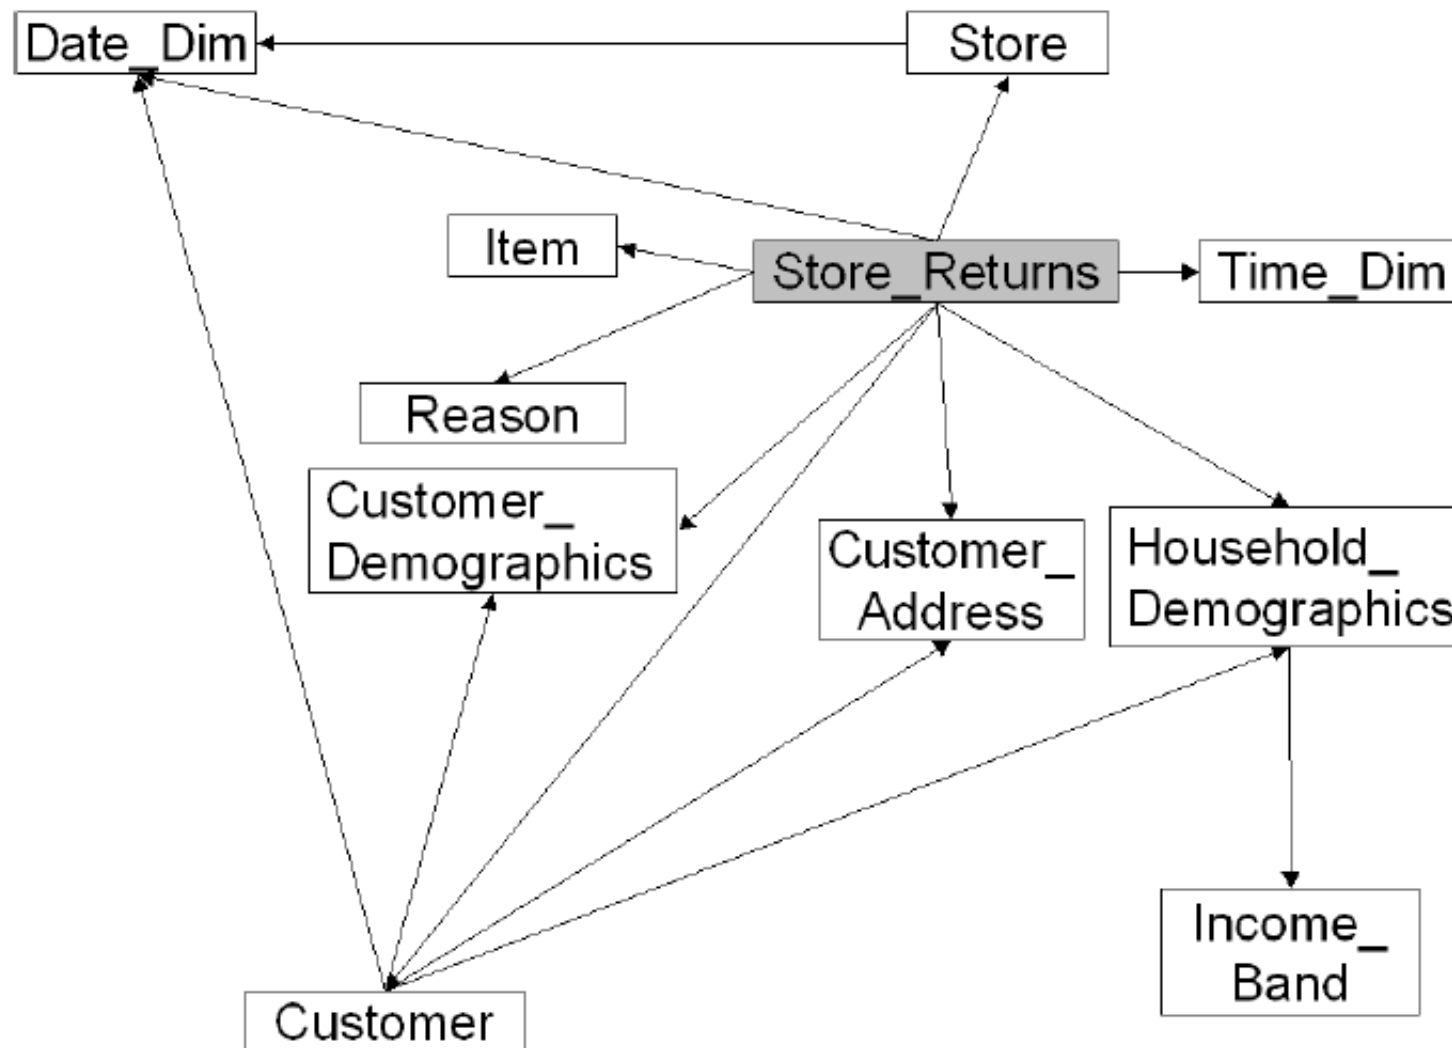 Date_Dim
Store
Item
Store_Returns
Time_Dim
Reason
Customer_
Demographics
Customer_
Address
Household_
Demographics
Income_
Band
Customer